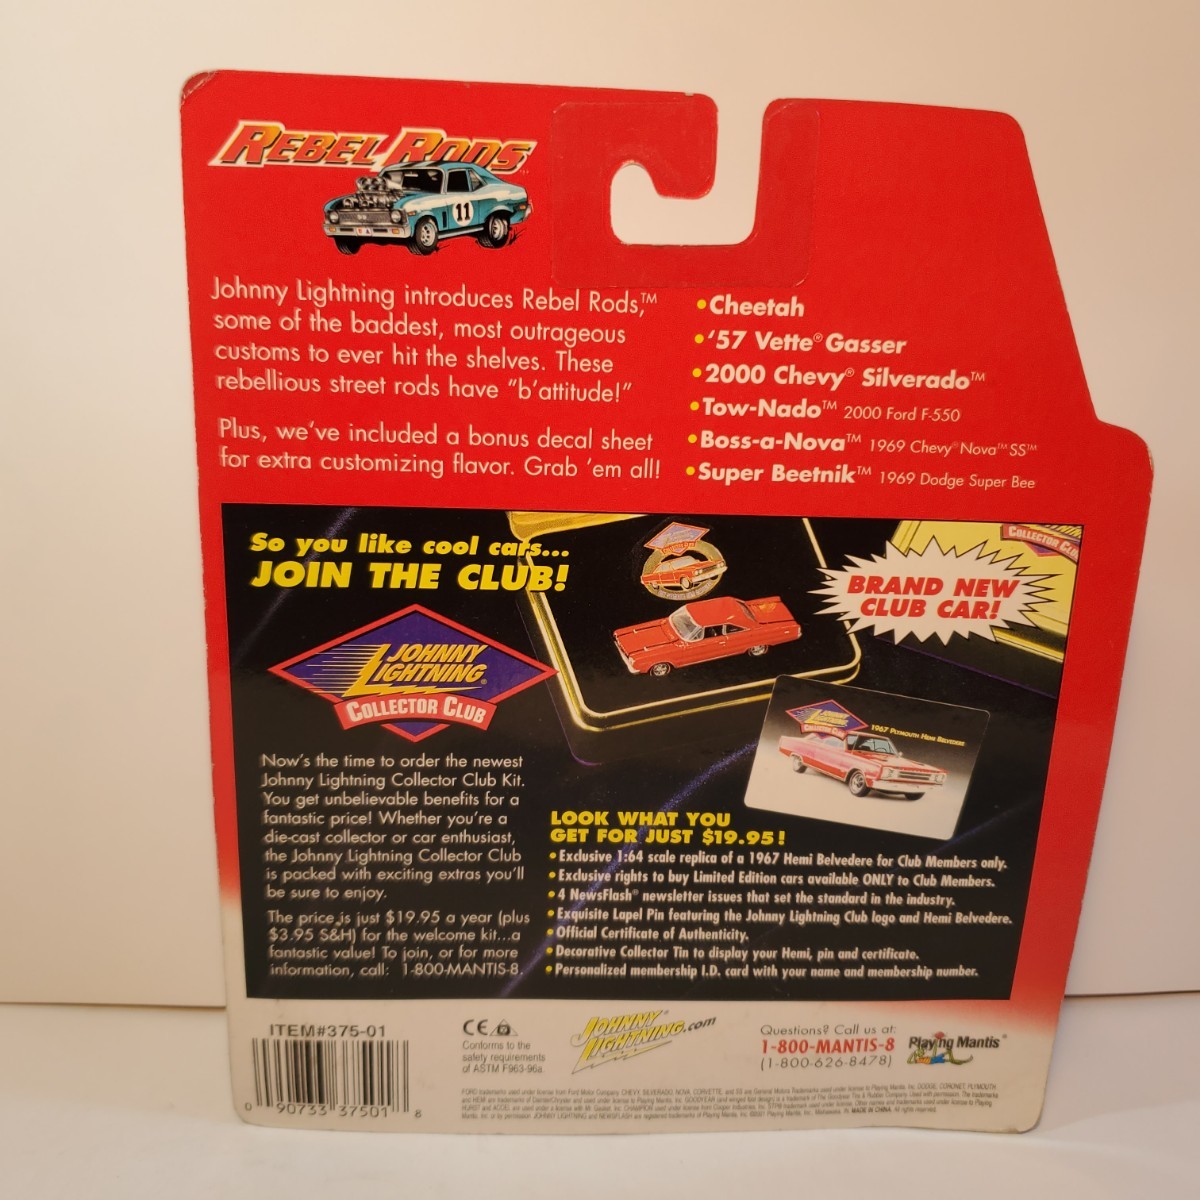 REBEL RODS
11
Johnny Lightning introduces Rebel Rods,™
some of the baddest, most outrageous
customs to ever hit the shelves. These
rebellious street rods have "b'attitude!"
Plus, we've included a bonus decal sheet
for extra customizing flavor. Grab 'em all!
•Cheetah
•'57 Vette® Gasser
•2000 Chevy® Silverado™
•Tow-Nado™ 2000 Ford F-550
•Boss-a-Nova™ 1969 Chevy® Nova™ SS™
•Super Beetnik™ 1969 Dodge Super Bee
So you like cool cars...
JOIN THE CLUB!
JOHNNY
LIGHTNING®
COLLECTOR CLUB
COLLECTOR CLUB
BRAND NEW
CLUB CAR!
JOHNNY
LIGHTNING
COLLECTOR CLUB
1967 PLYMOUTH HEMI BELVEDERE
Now's the time to order the newest
Johnny Lightning Collector Club Kit.
You get unbelievable benefits for a
fantastic price! Whether you're a
die-cast collector or car enthusiast,
the Johnny Lightning Collector Club
is packed with exciting extras you'll
be sure to enjoy.
The price is just $19.95 a year (plus
$3.95 S&H) for the welcome kit...a
fantastic value! To join, or for more
information, call: 1-800-MANTIS-8.
LOOK WHAT YOU
GET FOR JUST $19.95!
• Exclusive 1:64 scale replica of a 1967 Hemi Belvedere for Club Members only.
• Exclusive rights to buy Limited Edition cars available ONLY to Club Members.
• 4 NewsFlash® newsletter issues that set the standard in the industry.
• Exquisite Lapel Pin featuring the Johnny Lightning Club logo and Hemi Belvedere.
• Official Certificate of Authenticity.
• Decorative Collector Tin to display your Hemi, pin and certificate.
• Personalized membership I.D. card with your name and membership number.
ITEM#375-01
0 90733 37501 8
CE
Conforms to the
safety requirements
of ASTM F963-96a.
JOHNNY®
LIGHTNING.com
Questions? Call us at:
1-800-MANTIS-8
(1-800-626-8478)
Playing Mantis®